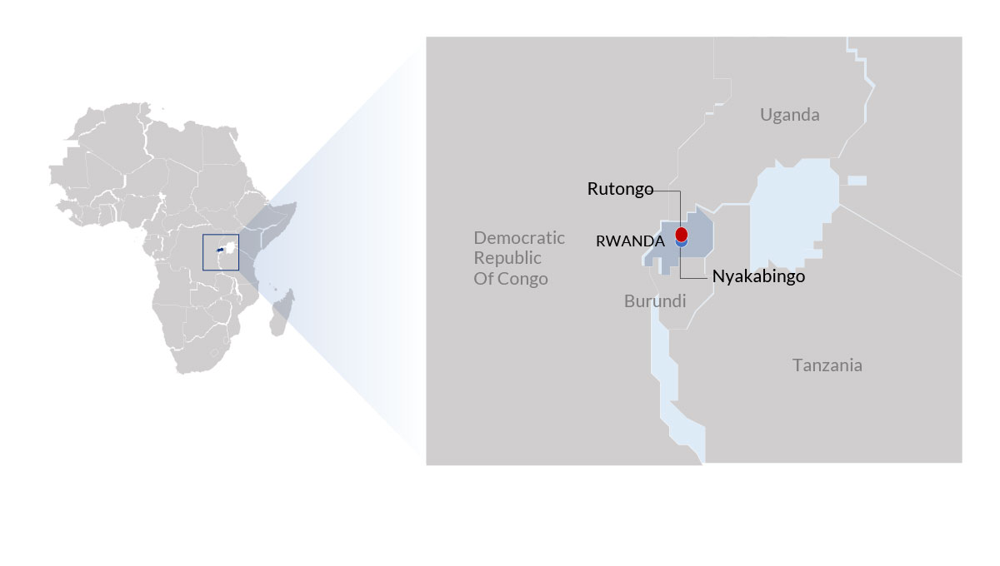 Uganda
Rutongo
Democratic
Republic
Of Congo
RWANDA
Nyakabingo
Burundi
Tanzania